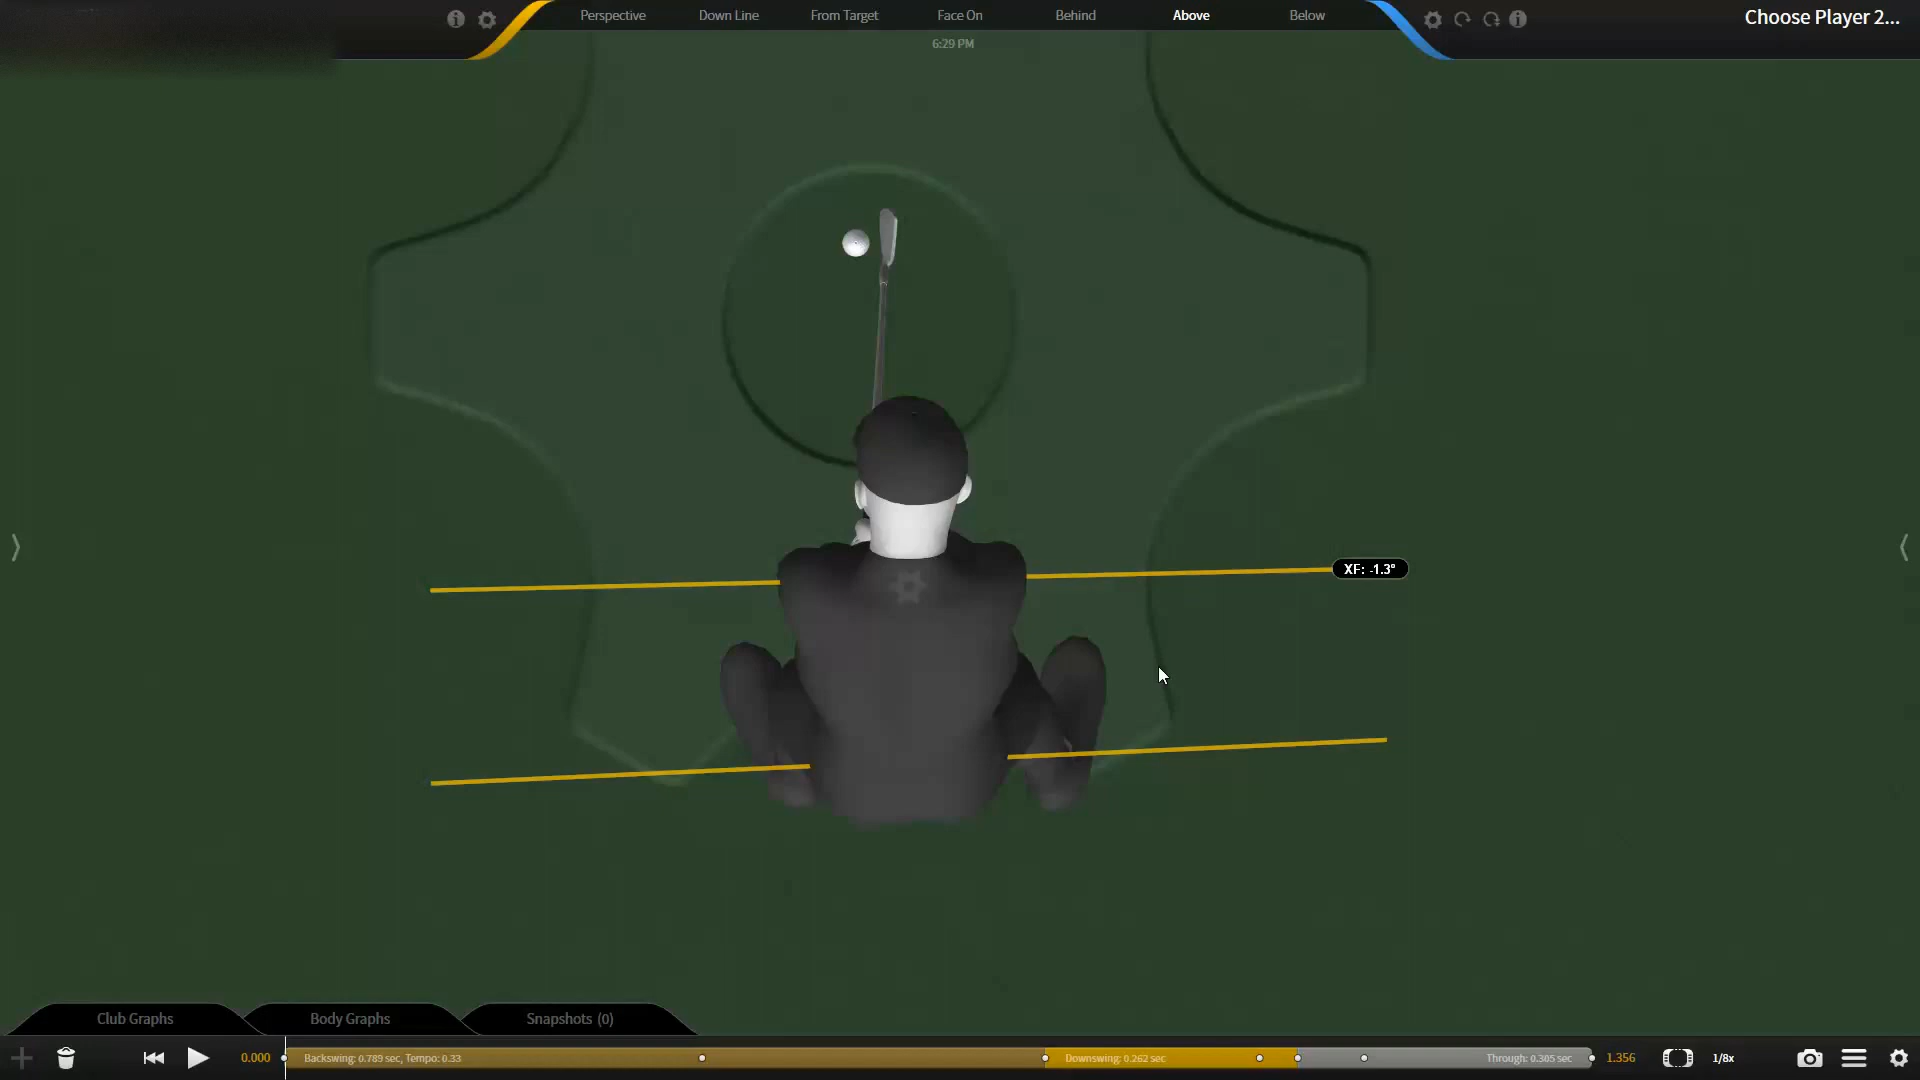 Perspective
Down Line
From Target
Face On
Behind
Above
Below
Choose Player 2...
6:29 PM
XF: -1.3°
Club Graphs
Body Graphs
Snapshots (0)
0.000
Backswing: 0.789 sec, Tempo: 0.33
Downswing: 0.262 sec
Through: 0.305 sec
1.356
1/8x